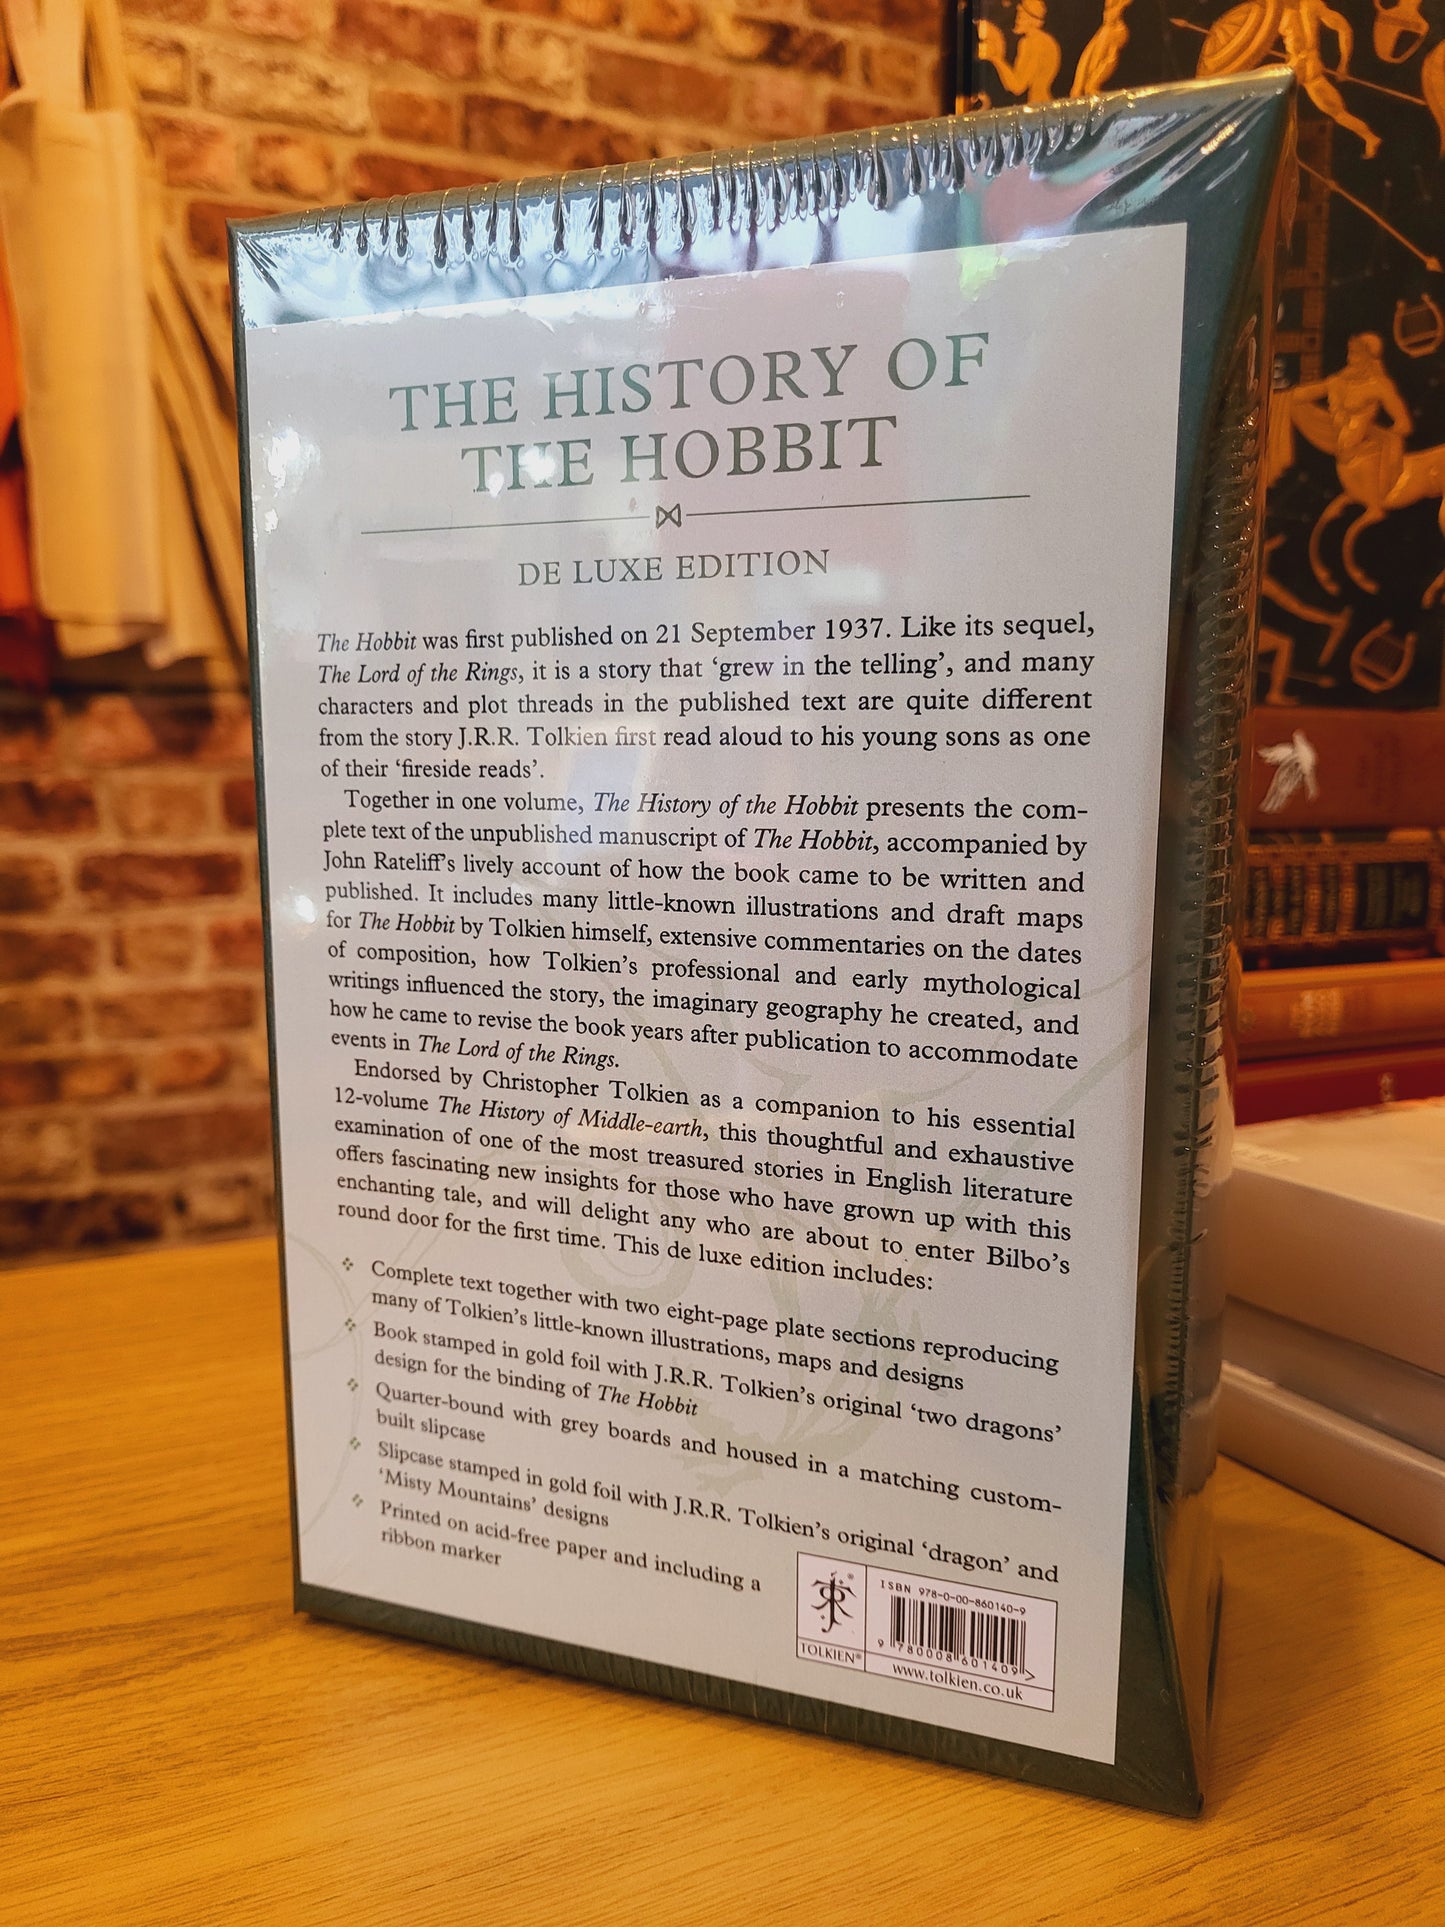 THE HISTORY OF
THE HOBBIT
DE LUXE EDITION
The Hobbit was first published on 21 September 1937. Like its sequel,
The Lord of the Rings, it is a story that ‘grew in the telling’, and many
characters and plot threads in the published text are quite different
from the story J.R.R. Tolkien first read aloud to his young sons as one
of their ‘fireside reads’.
Together in one volume, The History of the Hobbit presents the com-
plete text of the unpublished manuscript of The Hobbit, accompanied by
John Rateliff’s lively account of how the book came to be written and
published. It includes many little-known illustrations and draft maps
for The Hobbit by Tolkien himself, extensive commentaries on the dates
of composition, how Tolkien’s professional and early mythological
writings influenced the story, the imaginary geography he created, and
how he came to revise the book years after publication to accommodate
events in The Lord of the Rings.
Endorsed by Christopher Tolkien as a companion to his essential
12-volume The History of Middle-earth, this thoughtful and exhaustive
examination of one of the most treasured stories in English literature
offers fascinating new insights for those who have grown up with this
enchanting tale, and will delight any who are about to enter Bilbo’s
round door for the first time. This de luxe edition includes:
Complete text together with two eight-page plate sections reproducing
many of Tolkien’s little-known illustrations, maps and designs
Book stamped in gold foil with J.R.R. Tolkien’s original ‘two dragons’
design for the binding of The Hobbit
Quarter-bound with grey boards and housed in a matching custom-
built slipcase
Slipcase stamped in gold foil with J.R.R. Tolkien’s original ‘dragon’ and
‘Misty Mountains’ designs
Printed on acid-free paper and including a
ribbon marker
TOLKIEN®
ISBN 978-0-00-860140-9
9 780008 601409 >
www.tolkien.co.uk